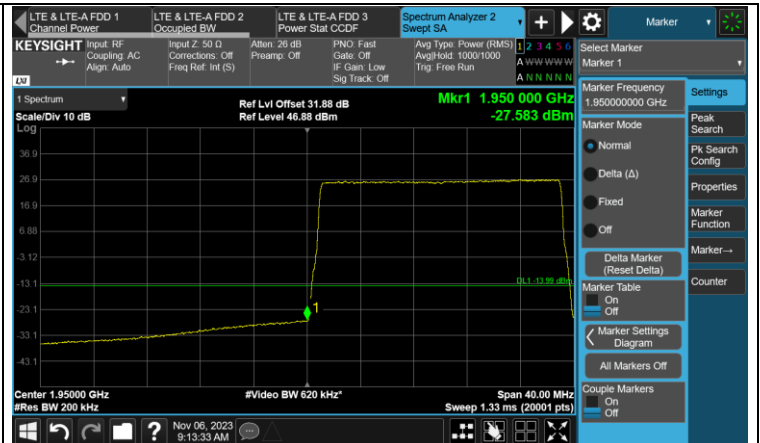 LTE & LTE-A FDD 1
Channel Power
LTE & LTE-A FDD 2
Occupied BW
LTE & LTE-A FDD 3
Power Stat CCDF
Spectrum Analyzer 2
Swept SA
Marker
KEYSIGHT
Input: RF
Coupling: AC
Align: Auto
Input Z: 50 Ω
Corrections: Off
Freq Ref: Int (S)
Atten: 26 dB
Preamp: Off
PNO: Fast
Gate: Off
IF Gain: Low
Sig Track: Off
Avg Type: Power (RMS)
Avg|Hold: 1000/1000
Trig: Free Run
1 2 3 4 5 6
A W W W W W
A N N N N N
LXI
1 Spectrum
Scale/Div 10 dB
Log
Ref Lvl Offset 31.88 dB
Ref Level 46.88 dBm
Mkr1 1.950 000 GHz
-27.583 dBm
36.9
26.9
16.9
6.88
-3.12
-13.1
-23.1
-33.1
-43.1
DL1 -13.99 dBm
1
Center 1.95000 GHz
#Res BW 200 kHz
#Video BW 620 kHz*
Span 40.00 MHz
Sweep 1.33 ms (20001 pts)
Select Marker
Marker 1
Marker Frequency
1.950000000 GHz
Marker Mode
Normal
Delta (Δ)
Fixed
Off
Delta Marker
(Reset Delta)
Marker Table
On
Off
Marker Settings
Diagram
All Markers Off
Couple Markers
On
Off
Settings
Peak
Search
Pk Search
Config
Properties
Marker
Function
Marker→
Counter
?
Nov 06, 2023
9:13:33 AM